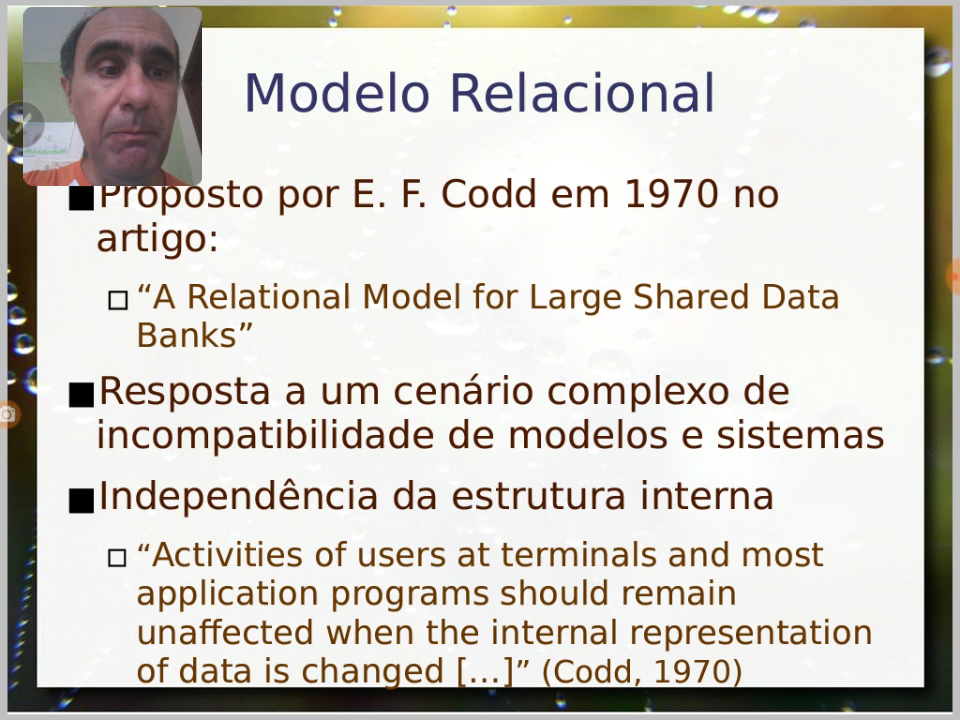 Modelo Relacional
Proposto por E. F. Codd em 1970 no
artigo:
“A Relational Model for Large Shared Data
Banks”
Resposta a um cenário complexo de
incompatibilidade de modelos e sistemas
Independência da estrutura interna
“Activities of users at terminals and most
application programs should remain
unaffected when the internal representation
of data is changed [...]” (Codd, 1970)